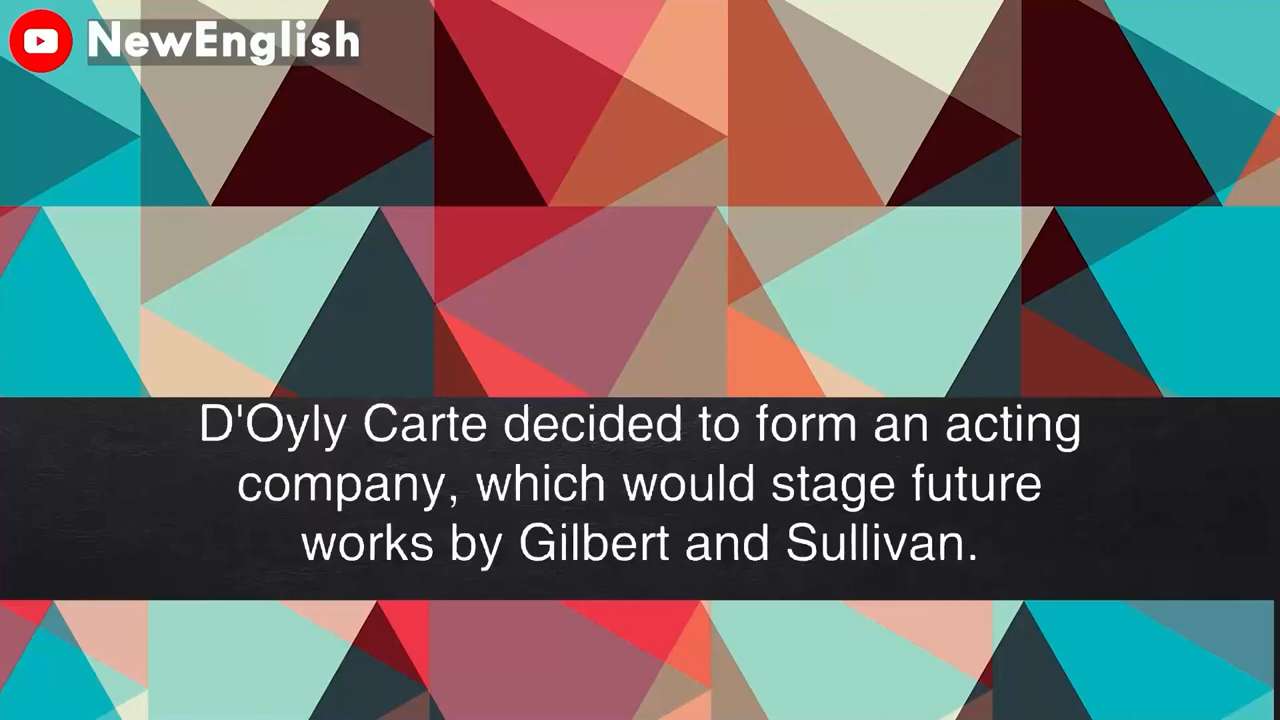 NewEnglish
D'Oyly Carte decided to form an acting
company, which would stage future
works by Gilbert and Sullivan.